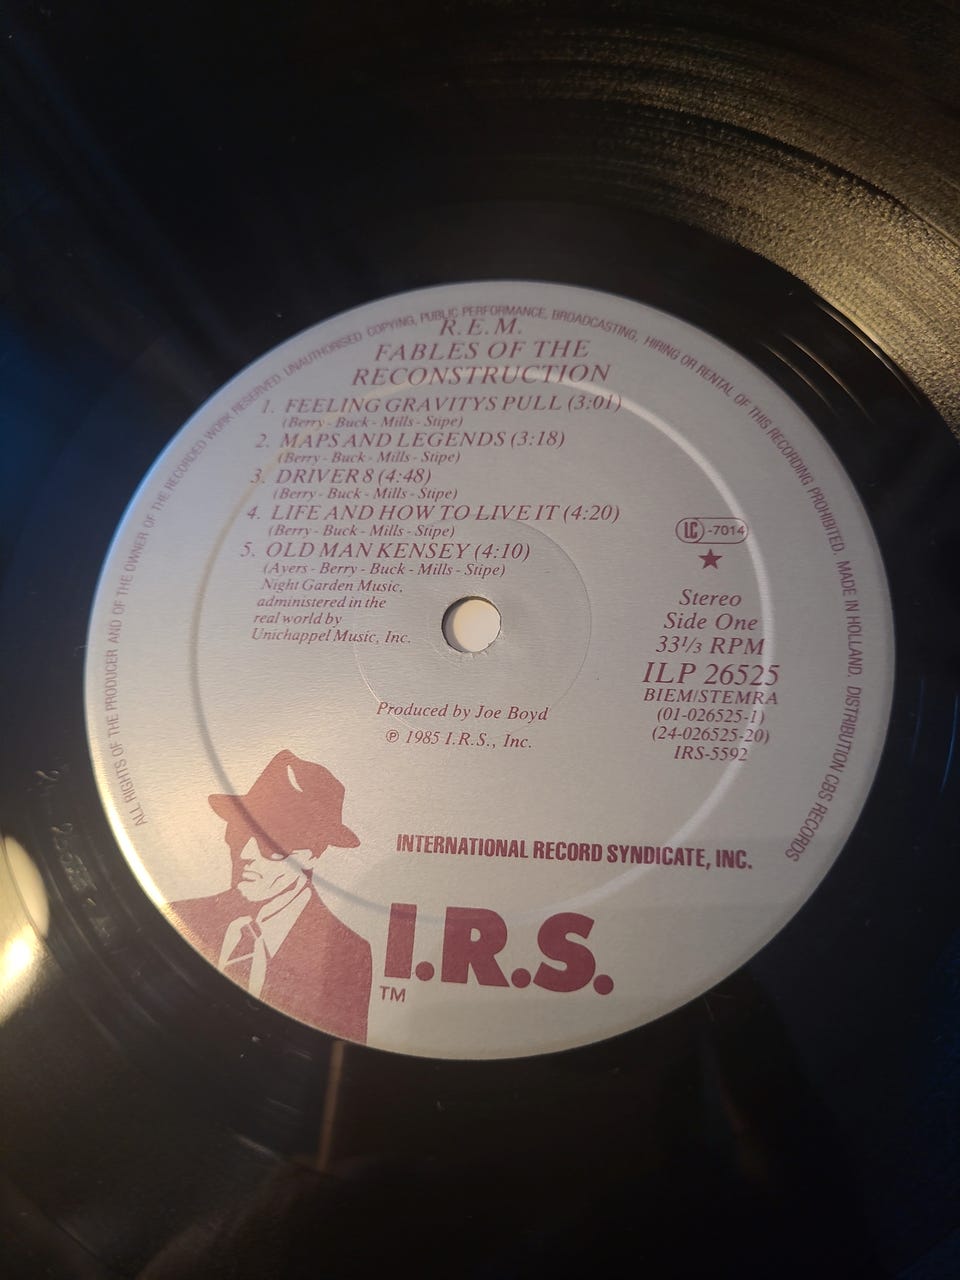 ALL RIGHTS OF THE PRODUCER AND OF THE OWNER OF THE RECORDED WORK RESERVED. UNAUTHORISED COPYING, PUBLIC PERFORMANCE, BROADCASTING, HIRING OR RENTAL OF THIS RECORDING PROHIBITED. MADE IN HOLLAND. DISTRIBUTION CBS RECORDS
R.E.M.
FABLES OF THE
RECONSTRUCTION
1. FEELING GRAVITYS PULL (3:01)
(Berry - Buck - Mills - Stipe)
2. MAPS AND LEGENDS (3:18)
(Berry - Buck - Mills - Stipe)
3. DRIVER 8 (4:48)
(Berry - Buck - Mills - Stipe)
4. LIFE AND HOW TO LIVE IT (4:20)
(Berry - Buck - Mills - Stipe)
5. OLD MAN KENSEY (4:10)
(Ayers - Berry - Buck - Mills - Stipe)
Night Garden Music,
administered in the
real world by
Unichappel Music, Inc.
LC -7014
Stereo
Side One
33⅓ RPM
ILP 26525
BIEM/STEMRA
(01-026525-1)
(24-026525-20)
IRS-5592
Produced by Joe Boyd
℗ 1985 I.R.S., Inc.
INTERNATIONAL RECORD SYNDICATE, INC.
I.R.S.
TM